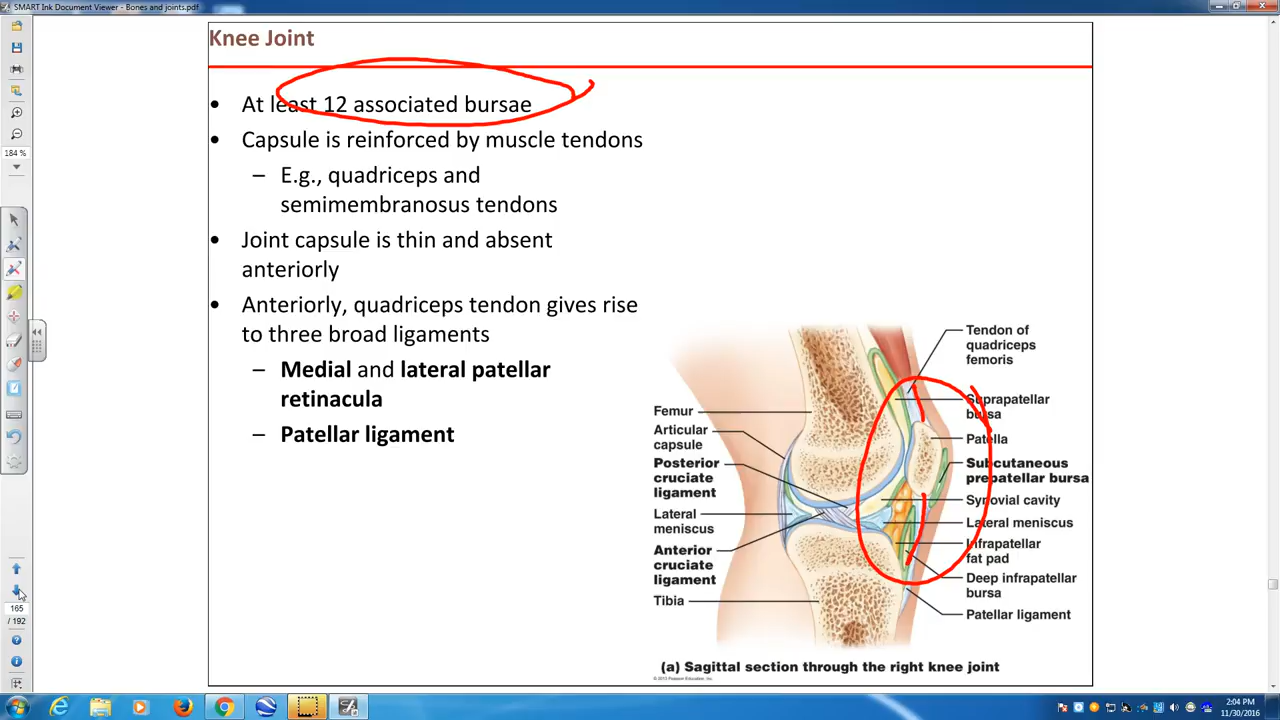 SMART Ink Document Viewer - Bones and joints.pdf
Knee Joint
• At least 12 associated bursae
• Capsule is reinforced by muscle tendons
– E.g., quadriceps and
semimembranosus tendons
• Joint capsule is thin and absent
anteriorly
• Anteriorly, quadriceps tendon gives rise
to three broad ligaments
– Medial and lateral patellar
retinacula
– Patellar ligament
Femur
Articular
capsule
Posterior
cruciate
ligament
Lateral
meniscus
Anterior
cruciate
ligament
Tibia
Tendon of
quadriceps
femoris
Suprapatellar
bursa
Patella
Subcutaneous
prepatellar bursa
Synovial cavity
Lateral meniscus
Infrapatellar
fat pad
Deep infrapatellar
bursa
Patellar ligament
(a) Sagittal section through the right knee joint
© 2013 Pearson Education, Inc.
184 %
165
/ 192
2:04 PM
11/30/2016